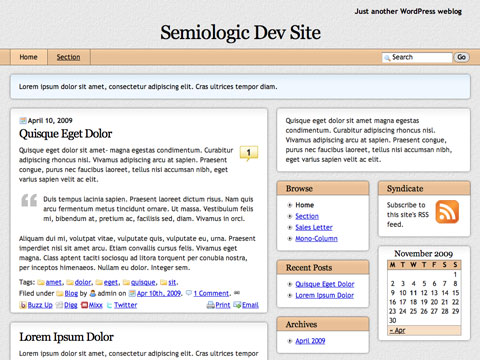 Just another WordPress weblog
Semiologic Dev Site
Home
Section
Search
Go
Lorem ipsum dolor sit amet, consectetur adipiscing elit. Cras ultrices tempor diam.
April 10, 2009
Quisque Eget Dolor
1
Quisque eget dolor sit amet- magna egestas condimentum. Curabitur
adipiscing rhoncus nisl. Vivamus adipiscing arcu at sapien. Praesent
congue, purus nec faucibus laoreet, tellus nisi accumsan nibh, eget
varius sapien velit ac elit.
Duis tempus lacinia sapien. Praesent laoreet dictum risus. Nam quis
arcu fermentum metus tincidunt ornare. Ut massa. Vestibulum felis
mi, bibendum at, pretium ac, facilisis sed, diam. Vivamus in orci.
Aliquam dui mi, volutpat vitae, vulputate quis, vulputate eu, urna. Praesent
imperdiet nisl sit amet arcu. Etiam convallis cursus felis. Vivamus eget
magna. Class aptent taciti sociosqu ad litora torquent per conubia nostra,
per inceptos himenaeos. Nullam eu dolor. Integer sem.
Tags: amet, dolor, eget, quisque, sit.
Filed under Blog by admin on Apr 10th, 2009. 1 Comment.
Buzz Up Digg Mixx Twitter Print Email
Lorem Ipsum Dolor
Lorem ipsum dolor sit amet, consectetur adipiscing elit. Cras ultrices
Quisque eget dolor sit amet magna egestas
condimentum. Curabitur adipiscing rhoncus nisl.
Vivamus adipiscing arcu at sapien. Praesent congue,
purus nec faucibus laoreet, tellus nisi accumsan nibh,
eget varius sapien velit ac elit.
Browse
Home
Section
Sales Letter
Mono-Column
Recent Posts
Quisque Eget Dolor
Lorem Ipsum Dolor
Archives
April 2009
Syndicate
Subscribe to
this site's RSS
feed.
November 2009
M T W T F S S
1
2 3 4 5 6 7 8
9 10 11 12 13 14 15
16 17 18 19 20 21 22
23 24 25 26 27 28 29
30
« Apr